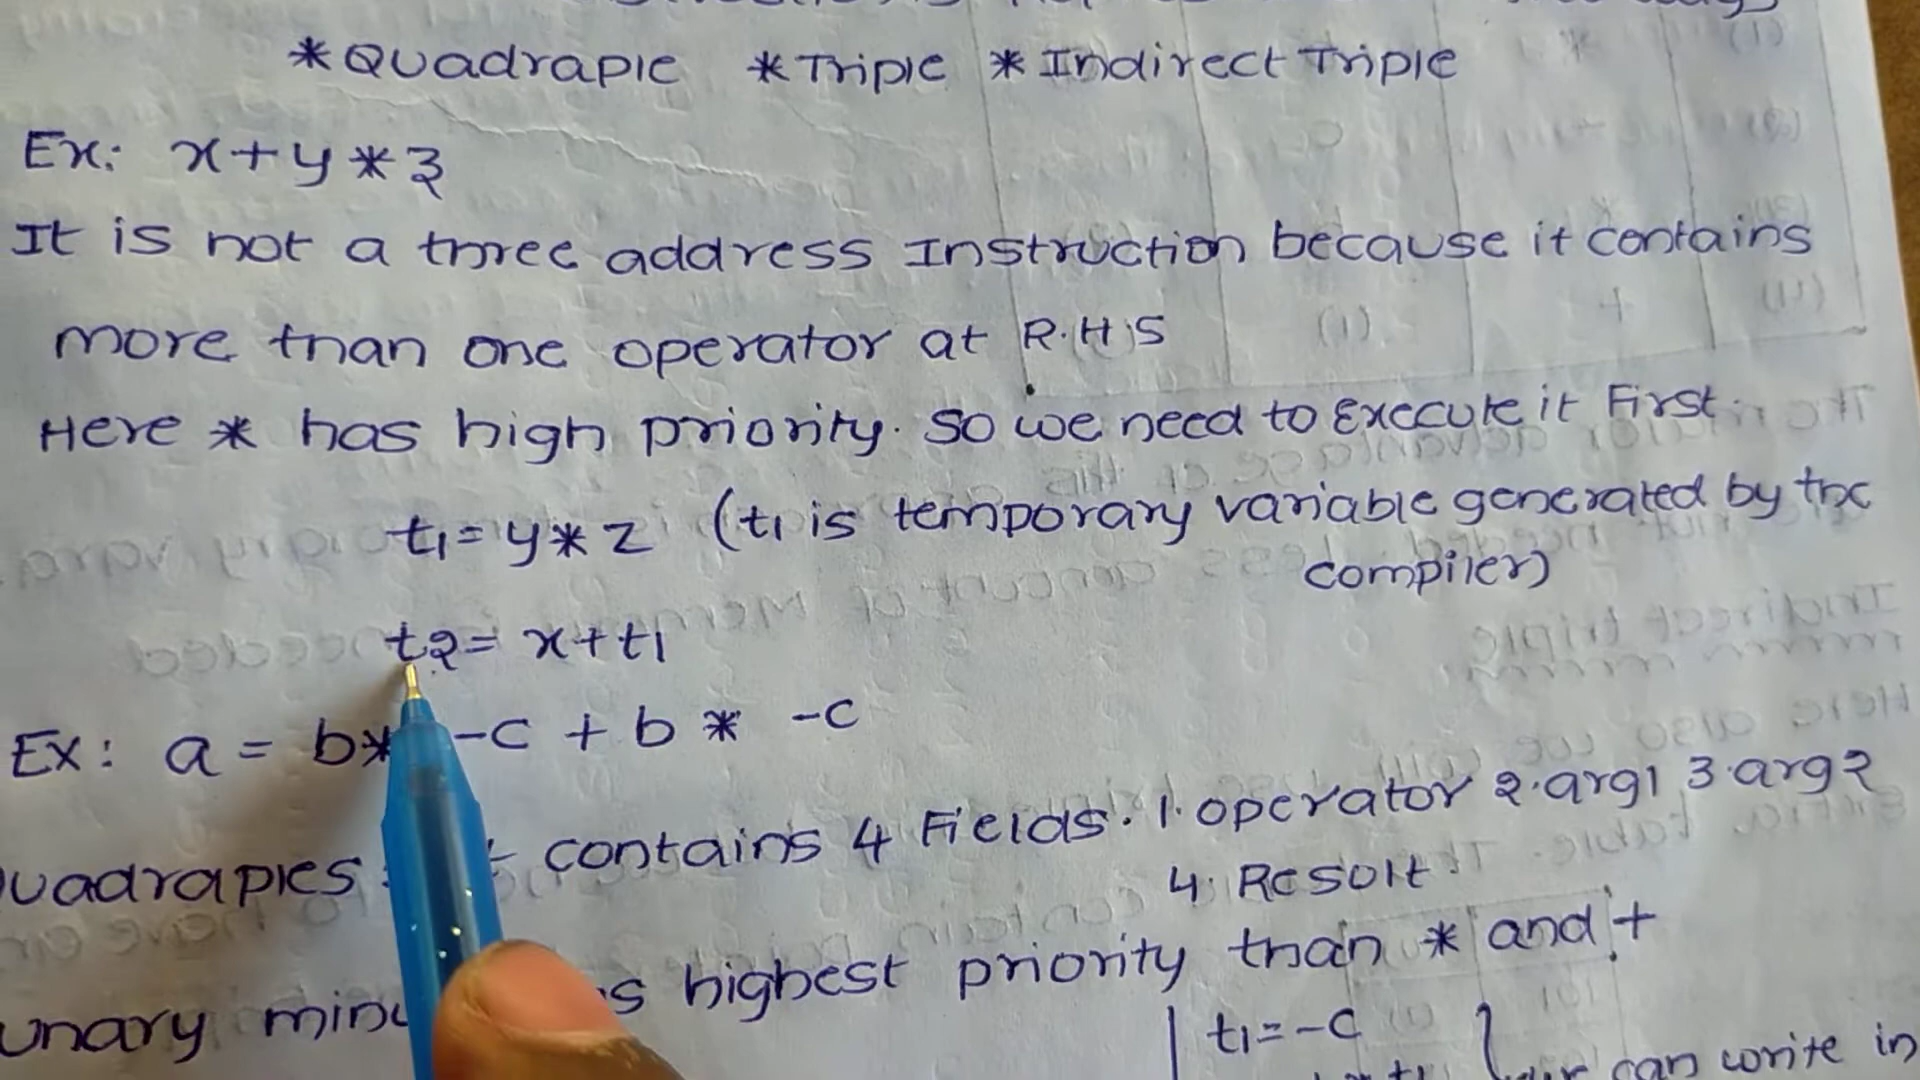 *Quadraple *Triple *Indirect Triple
Ex: x+y*z
It is not a three address Instruction because it contains
more than one operator at R.H.S
Here * has high priority. So we need to Execute it First.
t1=y*z (t1 is temporary variable generated by the
compiler)
t2= x+t1
Ex: a = b* -c + b * -c
contains 4 Fields. 1. operator 2.arg1 3.arg2
4. Result
unary highest priority than * and +
t1=-c
can write in